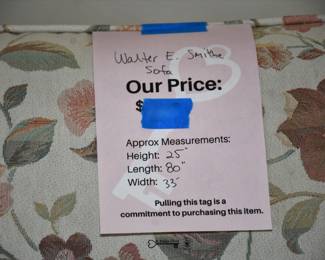 Walter E. Smithe
Sofa
Our Price:
$
Approx Measurements:
Height: 25"
Length: 80"
Width: 33"
Pulling this tag is a
commitment to purchasing this item.